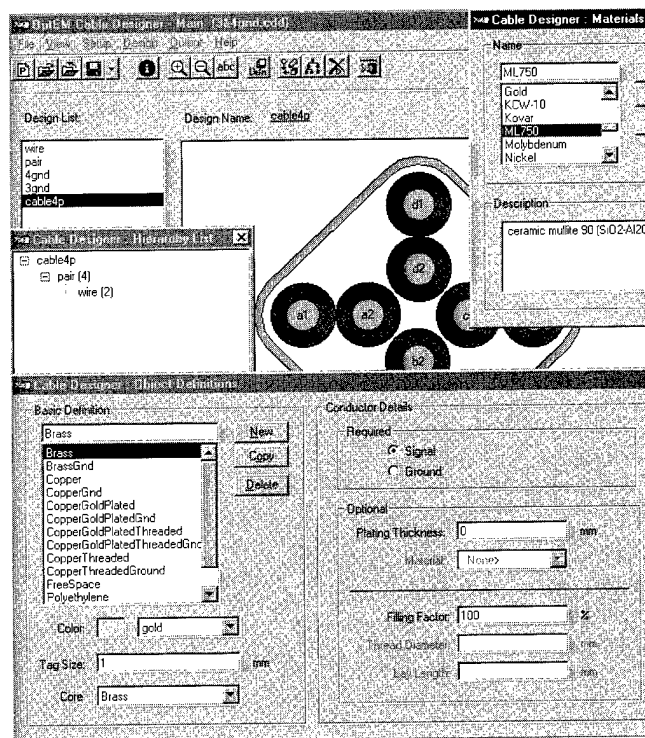 OptEM Cable Designer - Main (3&4gnd.cdd)
File View Setup Design Output Help
abc
Design List:
Design Name: cable4p
wire
pair
4gnd
3gnd
cable4p
d1
d2
a1
a2
c
b2
Cable Designer : Hierarchy List
cable4p
pair (4)
wire (2)
Cable Designer : Materials
Name
ML750
Gold
KCW-10
Kovar
ML750
Molybdenum
Nickel
Description
ceramic mullite 90 (SiO2-Al20
Cable Designer : Object Definitions
Basic Definition
Brass
Brass
BrassGnd
Copper
CopperGnd
CopperGoldPlated
CopperGoldPlatedGnd
CopperGoldPlatedThreaded
CopperGoldPlatedThreadedGnd
CopperThreaded
CopperThreadedGround
FreeSpace
Polyethylene
New
Copy
Delete
Color: gold
Tag Size: 1 mm
Core: Brass
Conductor Details
Required
Signal
Ground
Optional
Plating Thickness: 0 mm
Material: <None>
Filling Factor: 100 %
Thread Diameter: mm
Lay Length: mm